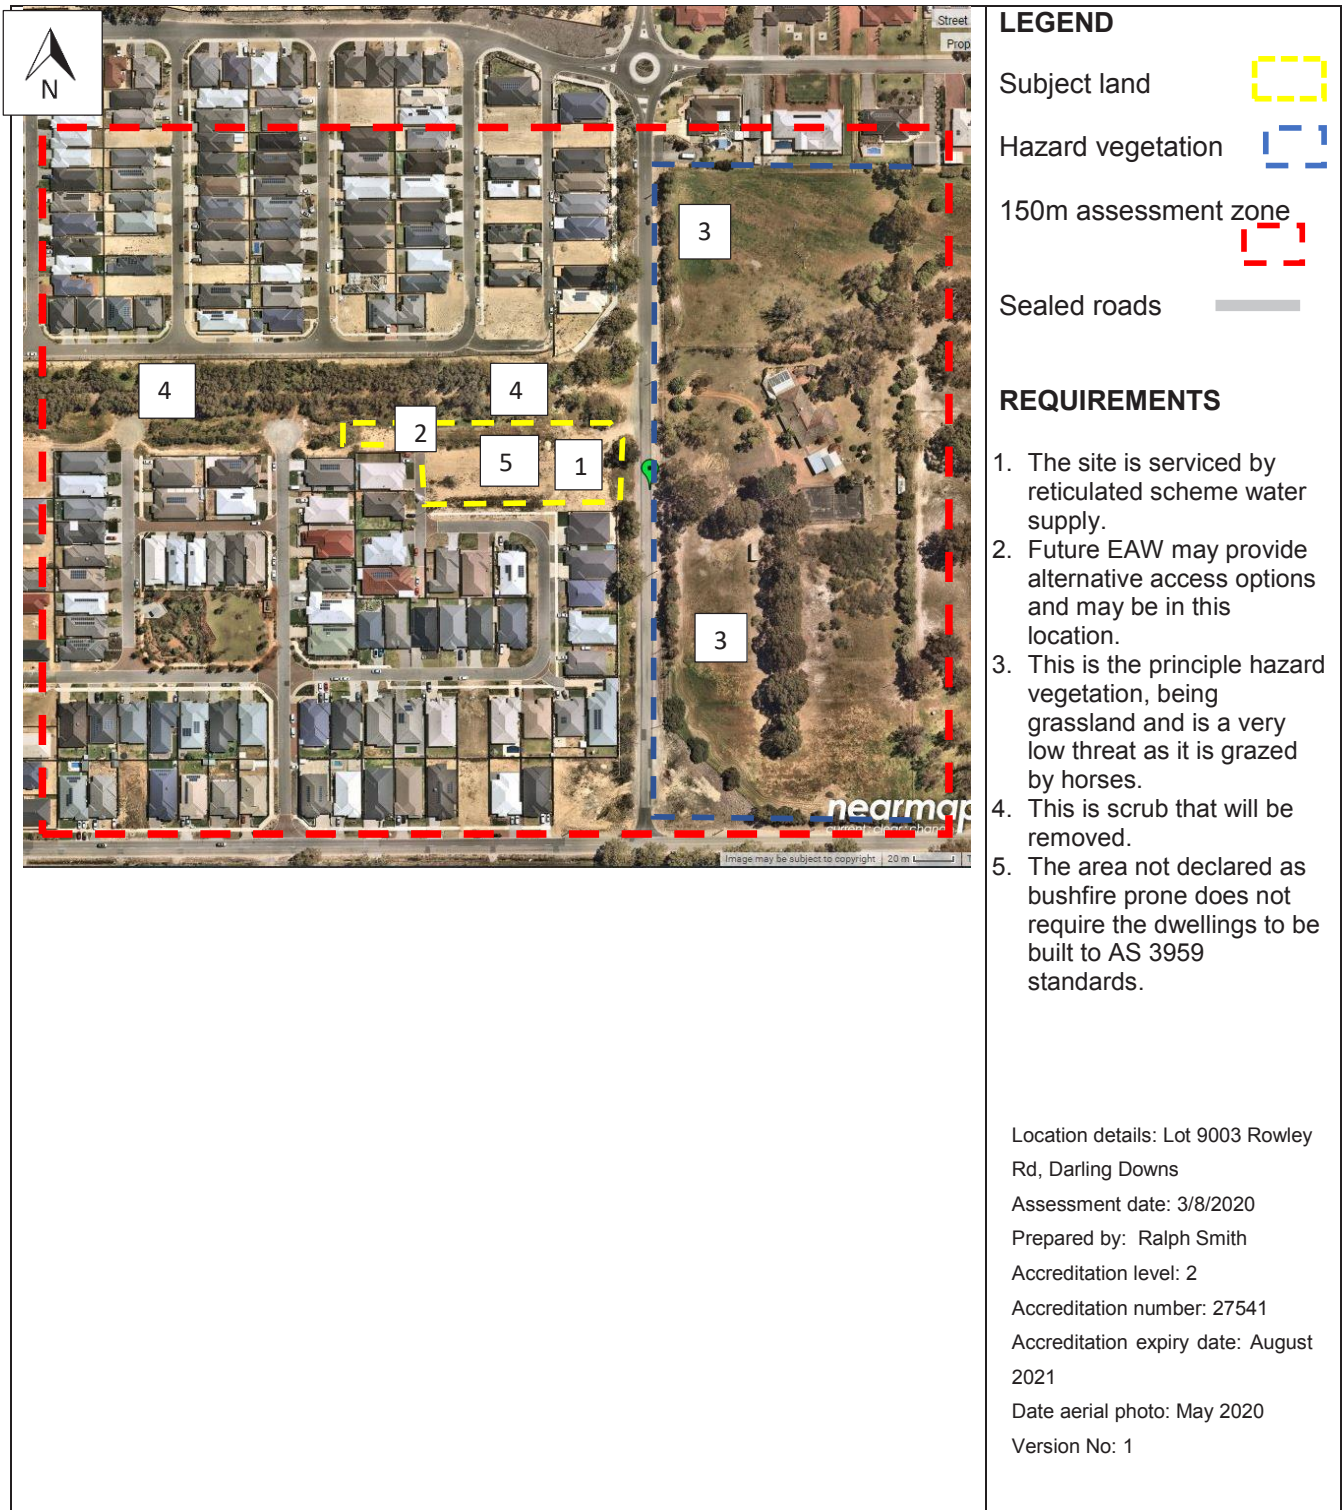 N
Street
Prop
3
4
4
2
5
1
3
nearmap
Image may be subject to copyright
20 m
LEGEND
Subject land
Hazard vegetation
150m assessment zone
Sealed roads
REQUIREMENTS
1. The site is serviced by
reticulated scheme water
supply.
2. Future EAW may provide
alternative access options
and may be in this
location.
3. This is the principle hazard
vegetation, being
grassland and is a very
low threat as it is grazed
by horses.
4. This is scrub that will be
removed.
5. The area not declared as
bushfire prone does not
require the dwellings to be
built to AS 3959
standards.
Location details: Lot 9003 Rowley
Rd, Darling Downs
Assessment date: 3/8/2020
Prepared by: Ralph Smith
Accreditation level: 2
Accreditation number: 27541
Accreditation expiry date: August
2021
Date aerial photo: May 2020
Version No: 1